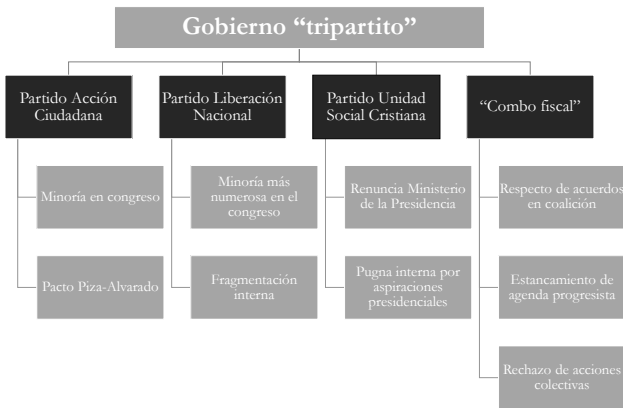 Gobierno “tripartito”
Partido Acción
Ciudadana
Partido Liberación
Nacional
Partido Unidad
Social Cristiana
“Combo fiscal”
Minoría en congreso
Minoría más
numerosa en el
congreso
Renuncia Ministerio
de la Presidencia
Respecto de acuerdos
en coalición
Pacto Piza-Alvarado
Fragmentación
interna
Pugna interna por
aspiraciones
presidenciales
Estancamiento de
agenda progresista
Rechazo de acciones
colectivas